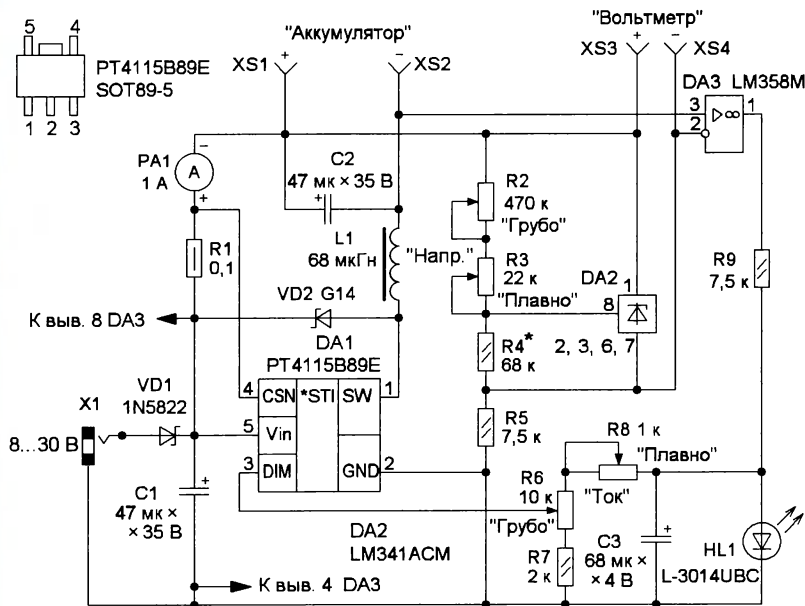 "Аккумулятор"
"Вольтметр"
5 4
PT4115B89E
SOT89-5
1 2 3
+ −
XS1 XS2
+ −
XS3 XS4
DA3 LM358M
3 1
2
▷∞
−
PA1
1 А
A
+
C2
47 мк × 35 В
+
R2
470 к
"Грубо"
L1
68 мкГн
"Напр."
R1
0,1
R3
22 к
"Плавно"
DA2
1
8
2, 3, 6, 7
R9
7,5 к
VD2 G14
К выв. 8 DA3
DA1
PT4115B89E
R4*
68 к
4 CSN *STI SW 1
X1
VD1
1N5822
8...30 В
5 Vin
3 DIM GND 2
R5
7,5 к
R8 1 к
"Плавно"
R6
10 к
"Ток"
"Грубо"
+
C1
47 мк ×
× 35 В
DA2
LM341ACM
R7
2 к
C3
68 мк ×
× 4 В
+
HL1
L-3014UBC
К выв. 4 DA3